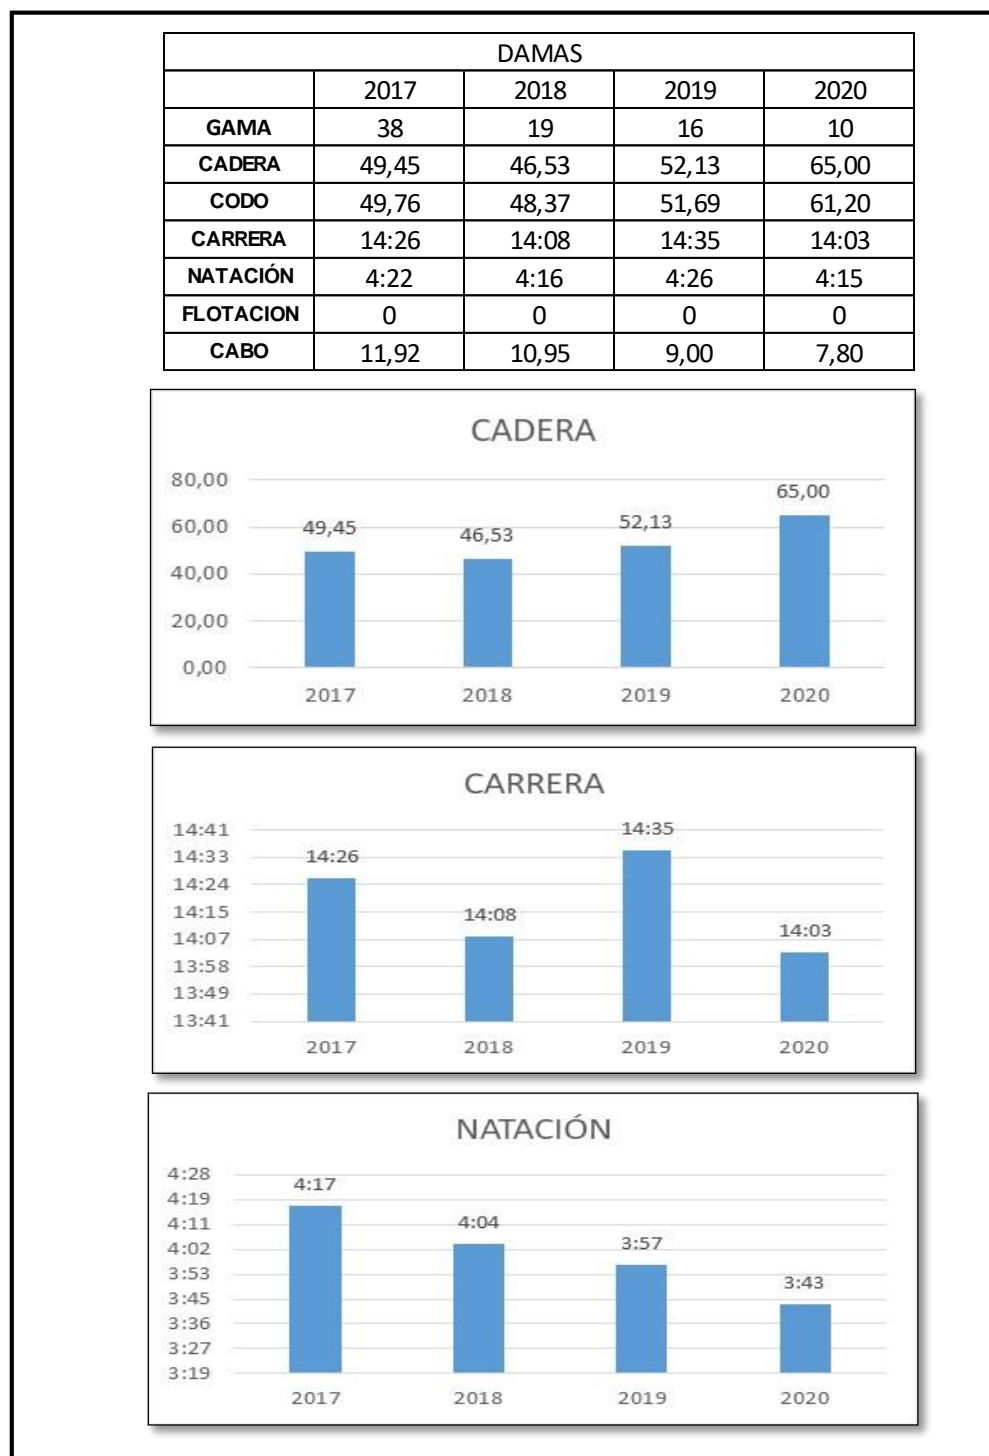 DAMAS
2017 2018 2019 2020
GAMA 38 19 16 10
CADERA 49,45 46,53 52,13 65,00
CODO 49,76 48,37 51,69 61,20
CARRERA 14:26 14:08 14:35 14:03
NATACIÓN 4:22 4:16 4:26 4:15
FLOTACION 0 0 0 0
CABO 11,92 10,95 9,00 7,80
CADERA
80,00
60,00
40,00
20,00
0,00
49,45 46,53 52,13 65,00
2017 2018 2019 2020
CARRERA
14:41
14:33
14:24
14:15
14:07
13:58
13:49
13:41
14:26 14:08 14:35 14:03
2017 2018 2019 2020
NATACIÓN
4:28
4:19
4:11
4:02
3:53
3:45
3:36
3:27
3:19
4:17 4:04 3:57 3:43
2017 2018 2019 2020